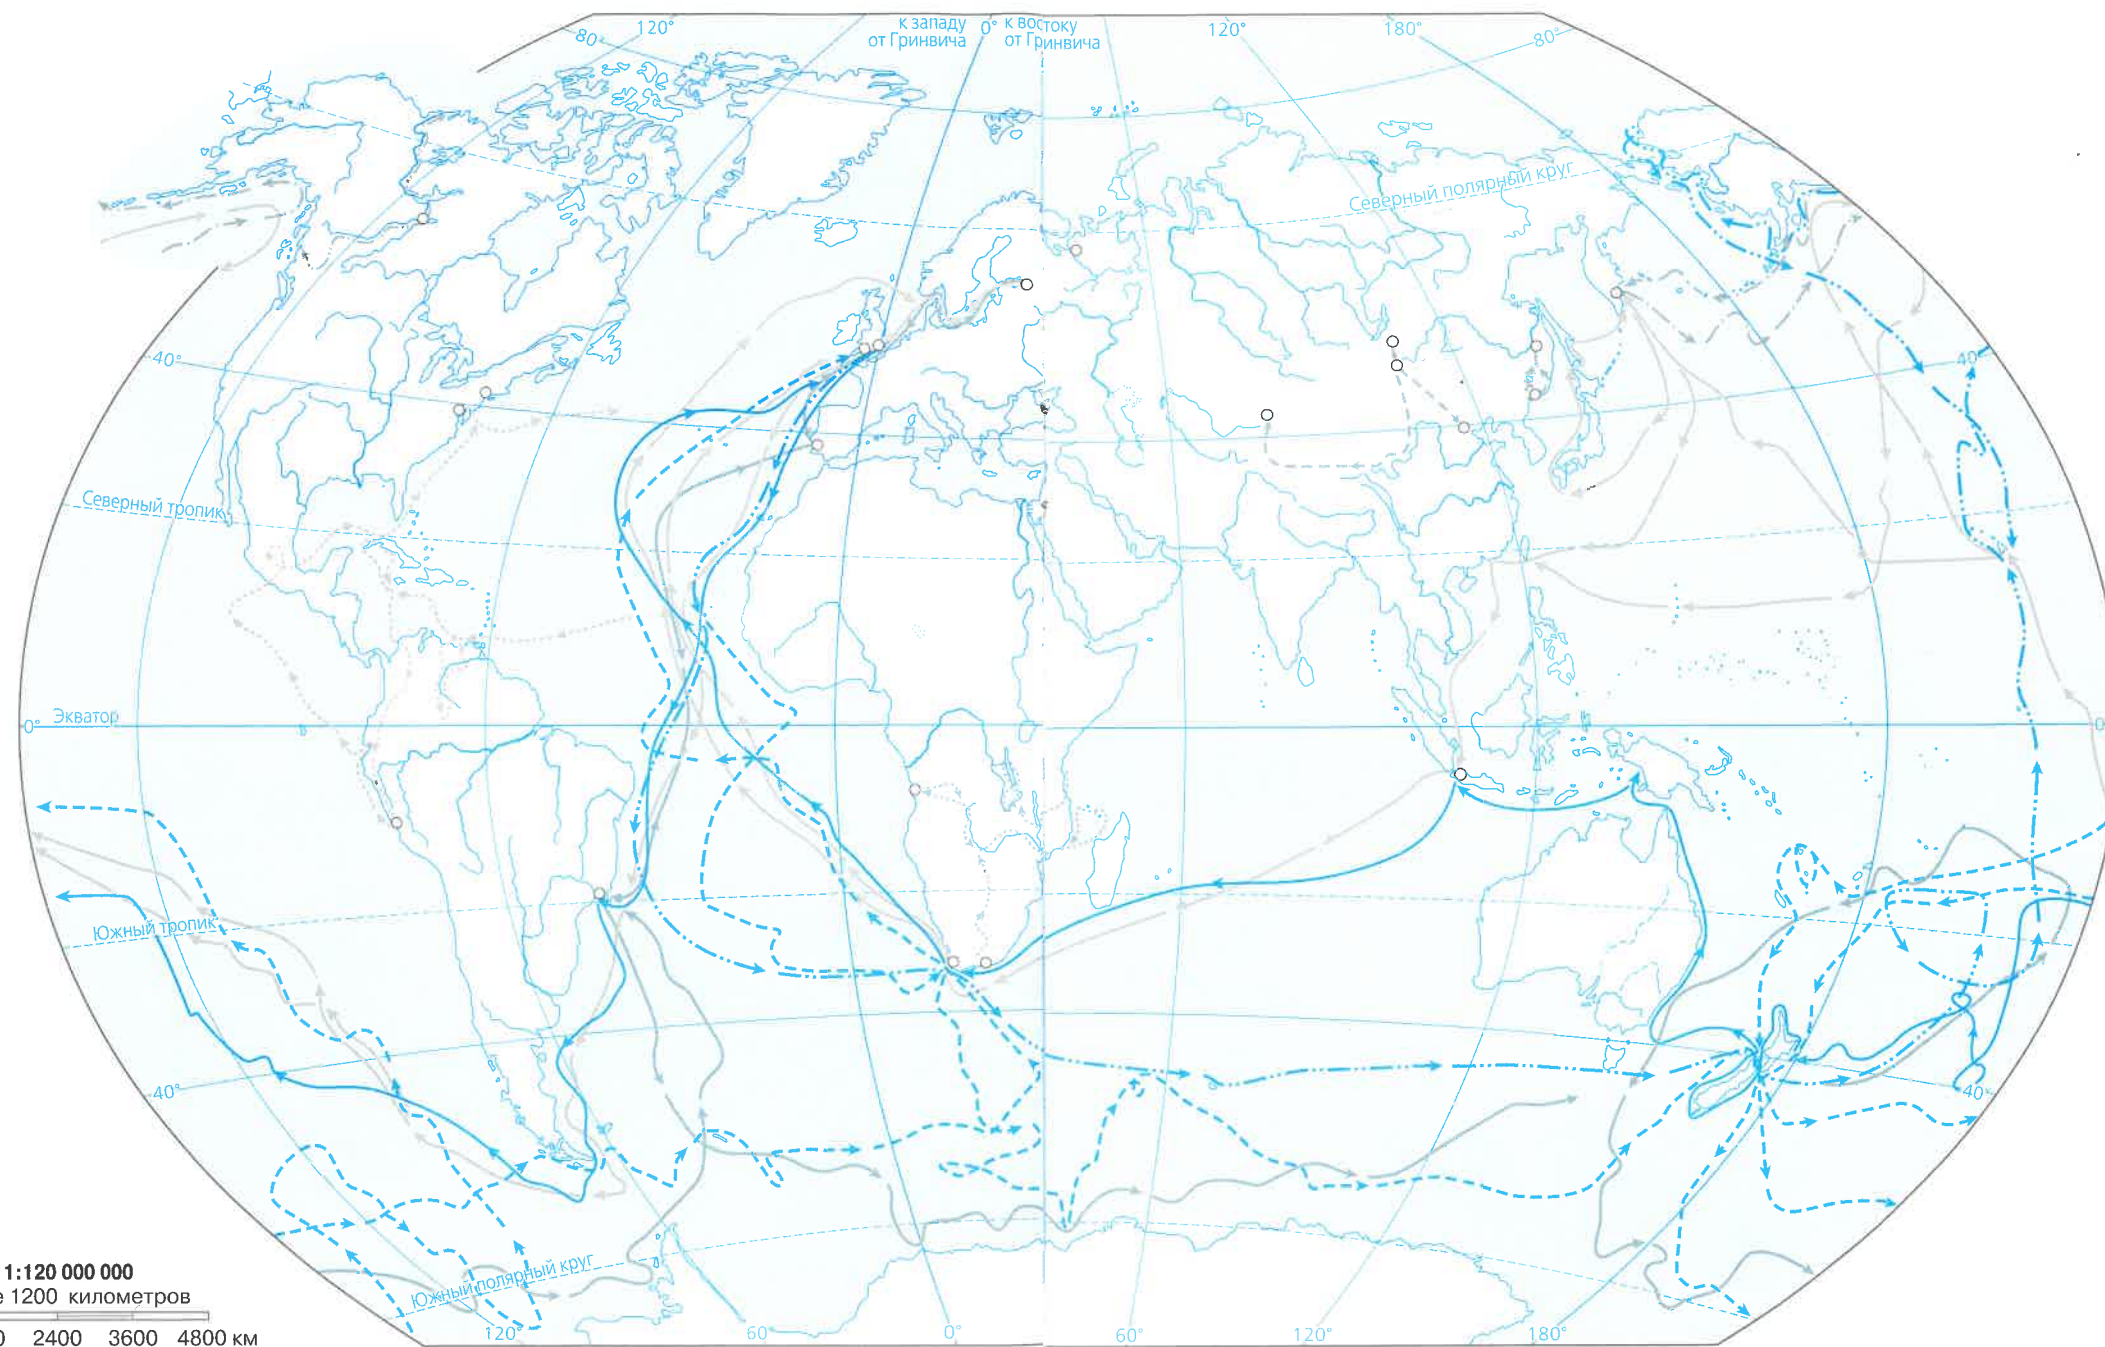 120°
к западу
от Гринвича
0°
к востоку
от Гринвича
120°
180°
80°
80°
Северный полярный круг
40°
40°
Северный тропик
0°
Экватор
0
Южный тропик
40°
40°
Южный полярный круг
1:120 000 000
е 1200 километров
0 2400 3600 4800 км
120°
60°
0°
60°
120°
180°